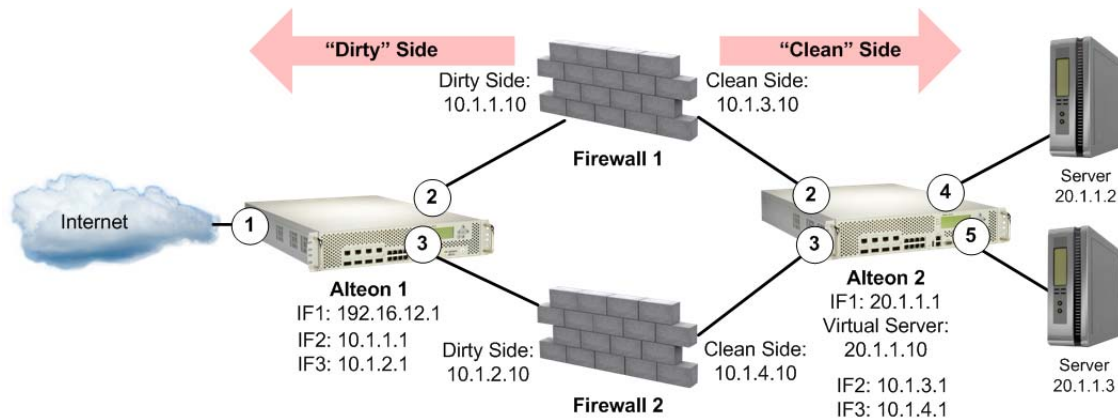 “Dirty” Side
“Clean” Side
Dirty Side:
10.1.1.10
Clean Side:
10.1.3.10
Firewall 1
Internet
1
2
3
Alteon 1
IF1: 192.16.12.1
IF2: 10.1.1.1
IF3: 10.1.2.1
Dirty Side:
10.1.2.10
Clean Side:
10.1.4.10
Firewall 2
2
3
4
5
Alteon 2
IF1: 20.1.1.1
Virtual Server:
20.1.1.10
IF2: 10.1.3.1
IF3: 10.1.4.1
Server
20.1.1.2
Server
20.1.1.3